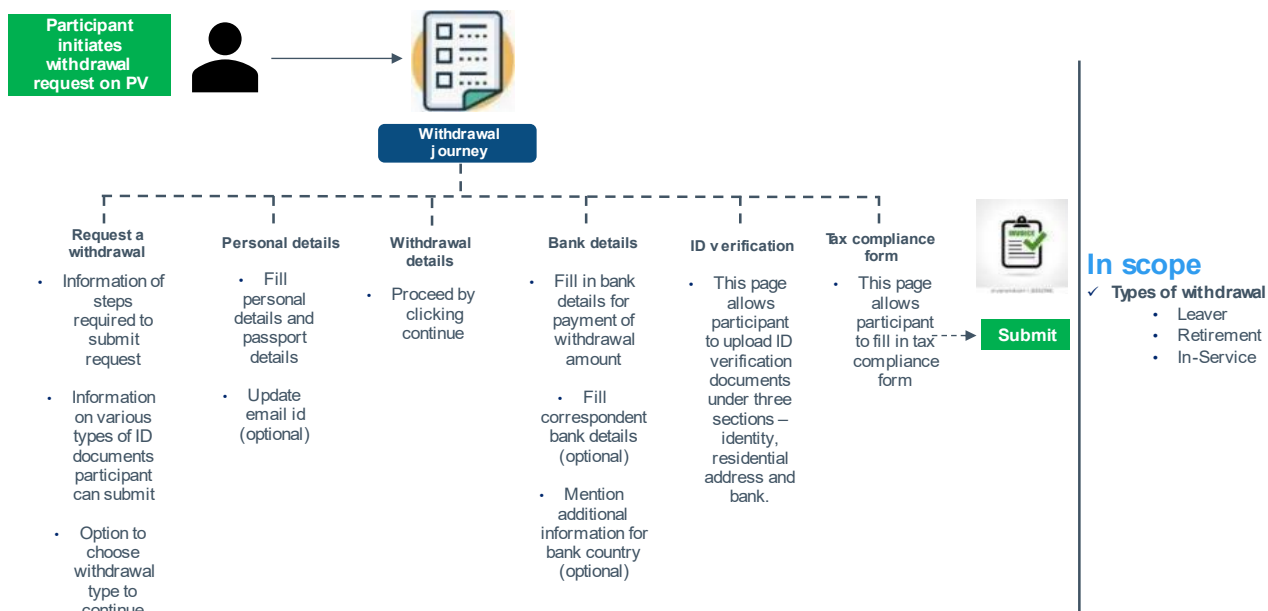 Participant
initiates
withdrawal
request on PV
Withdrawal
journey
Request a
withdrawal
• Information of
steps
required to
submit
request
• Information
on various
types of ID
documents
participant
can submit
• Option to
choose
withdrawal
type to
continue
Personal details
• Fill
personal
details and
passport
details
• Update
email id
(optional)
Withdrawal
details
• Proceed by
clicking
continue
Bank details
• Fill in bank
details for
payment of
withdrawal
amount
• Fill
correspondent
bank details
(optional)
• Mention
additional
information for
bank country
(optional)
ID verification
• This page
allows
participant
to upload ID
verification
documents
under three
sections –
identity,
residential
address and
bank.
Tax compliance
form
• This page
allows
participant
to fill in tax
compliance
form
INVOICE
Submit
In scope
✓ Types of withdrawal
• Leaver
• Retirement
• In-Service